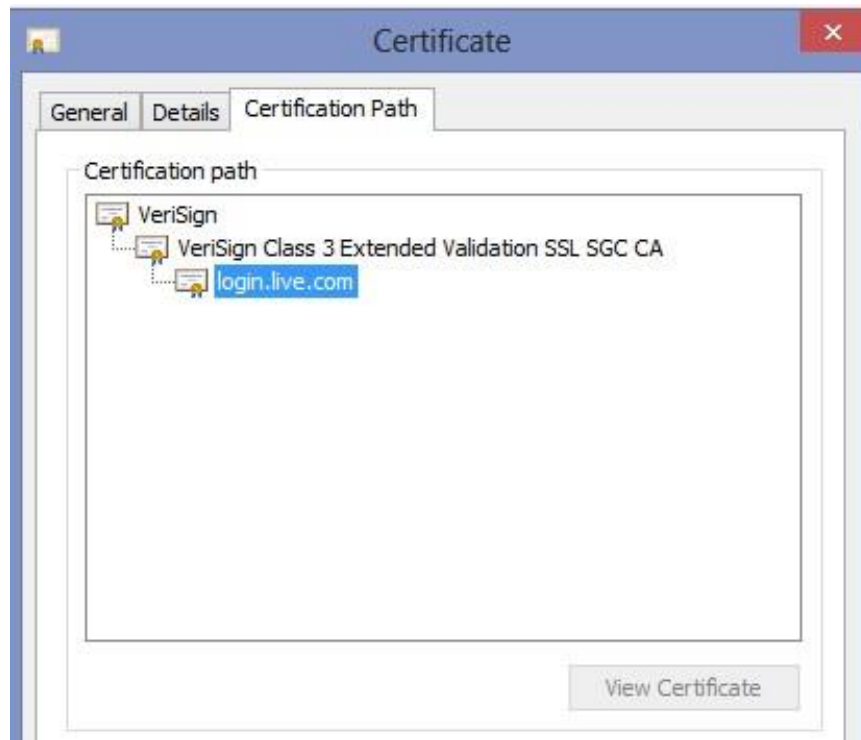 Certificate
General Details Certification Path
Certification path
VeriSign
VeriSign Class 3 Extended Validation SSL SGC CA
login.live.com
View Certificate